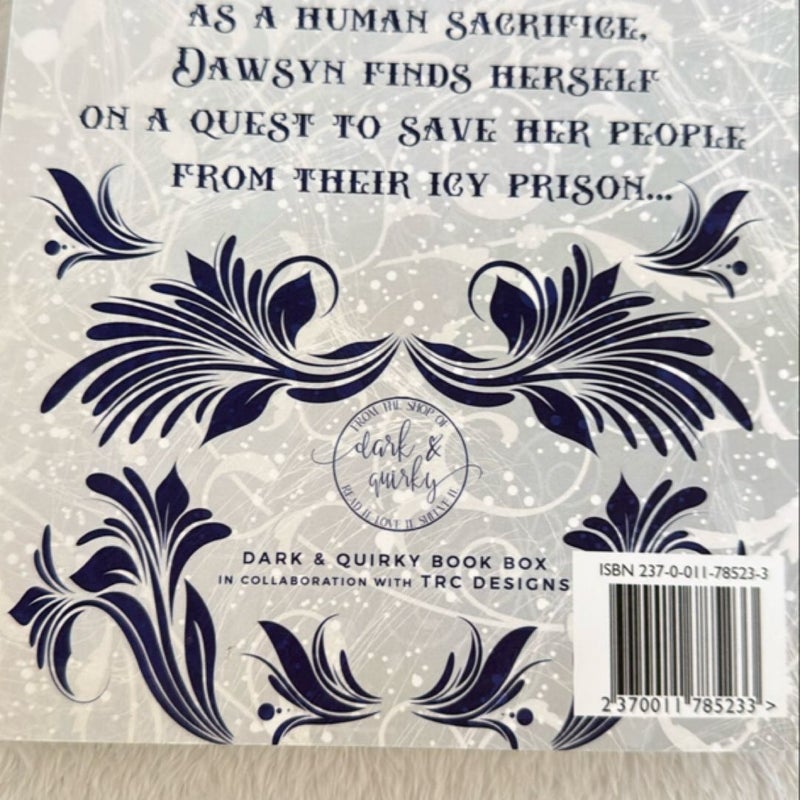 AS A HUMAN SACRIFICE,
DAWSYN FINDS HERSELF
ON A QUEST TO SAVE HER PEOPLE
FROM THEIR ICY PRISON...
FROM THE SHOP OF
dark &
quirky
READ IT. LOVE IT. SHELVE IT.
DARK & QUIRKY BOOK BOX
IN COLLABORATION WITH TRC DESIGNS
ISBN 237-0-011-78523-3
2 370011 785233 >